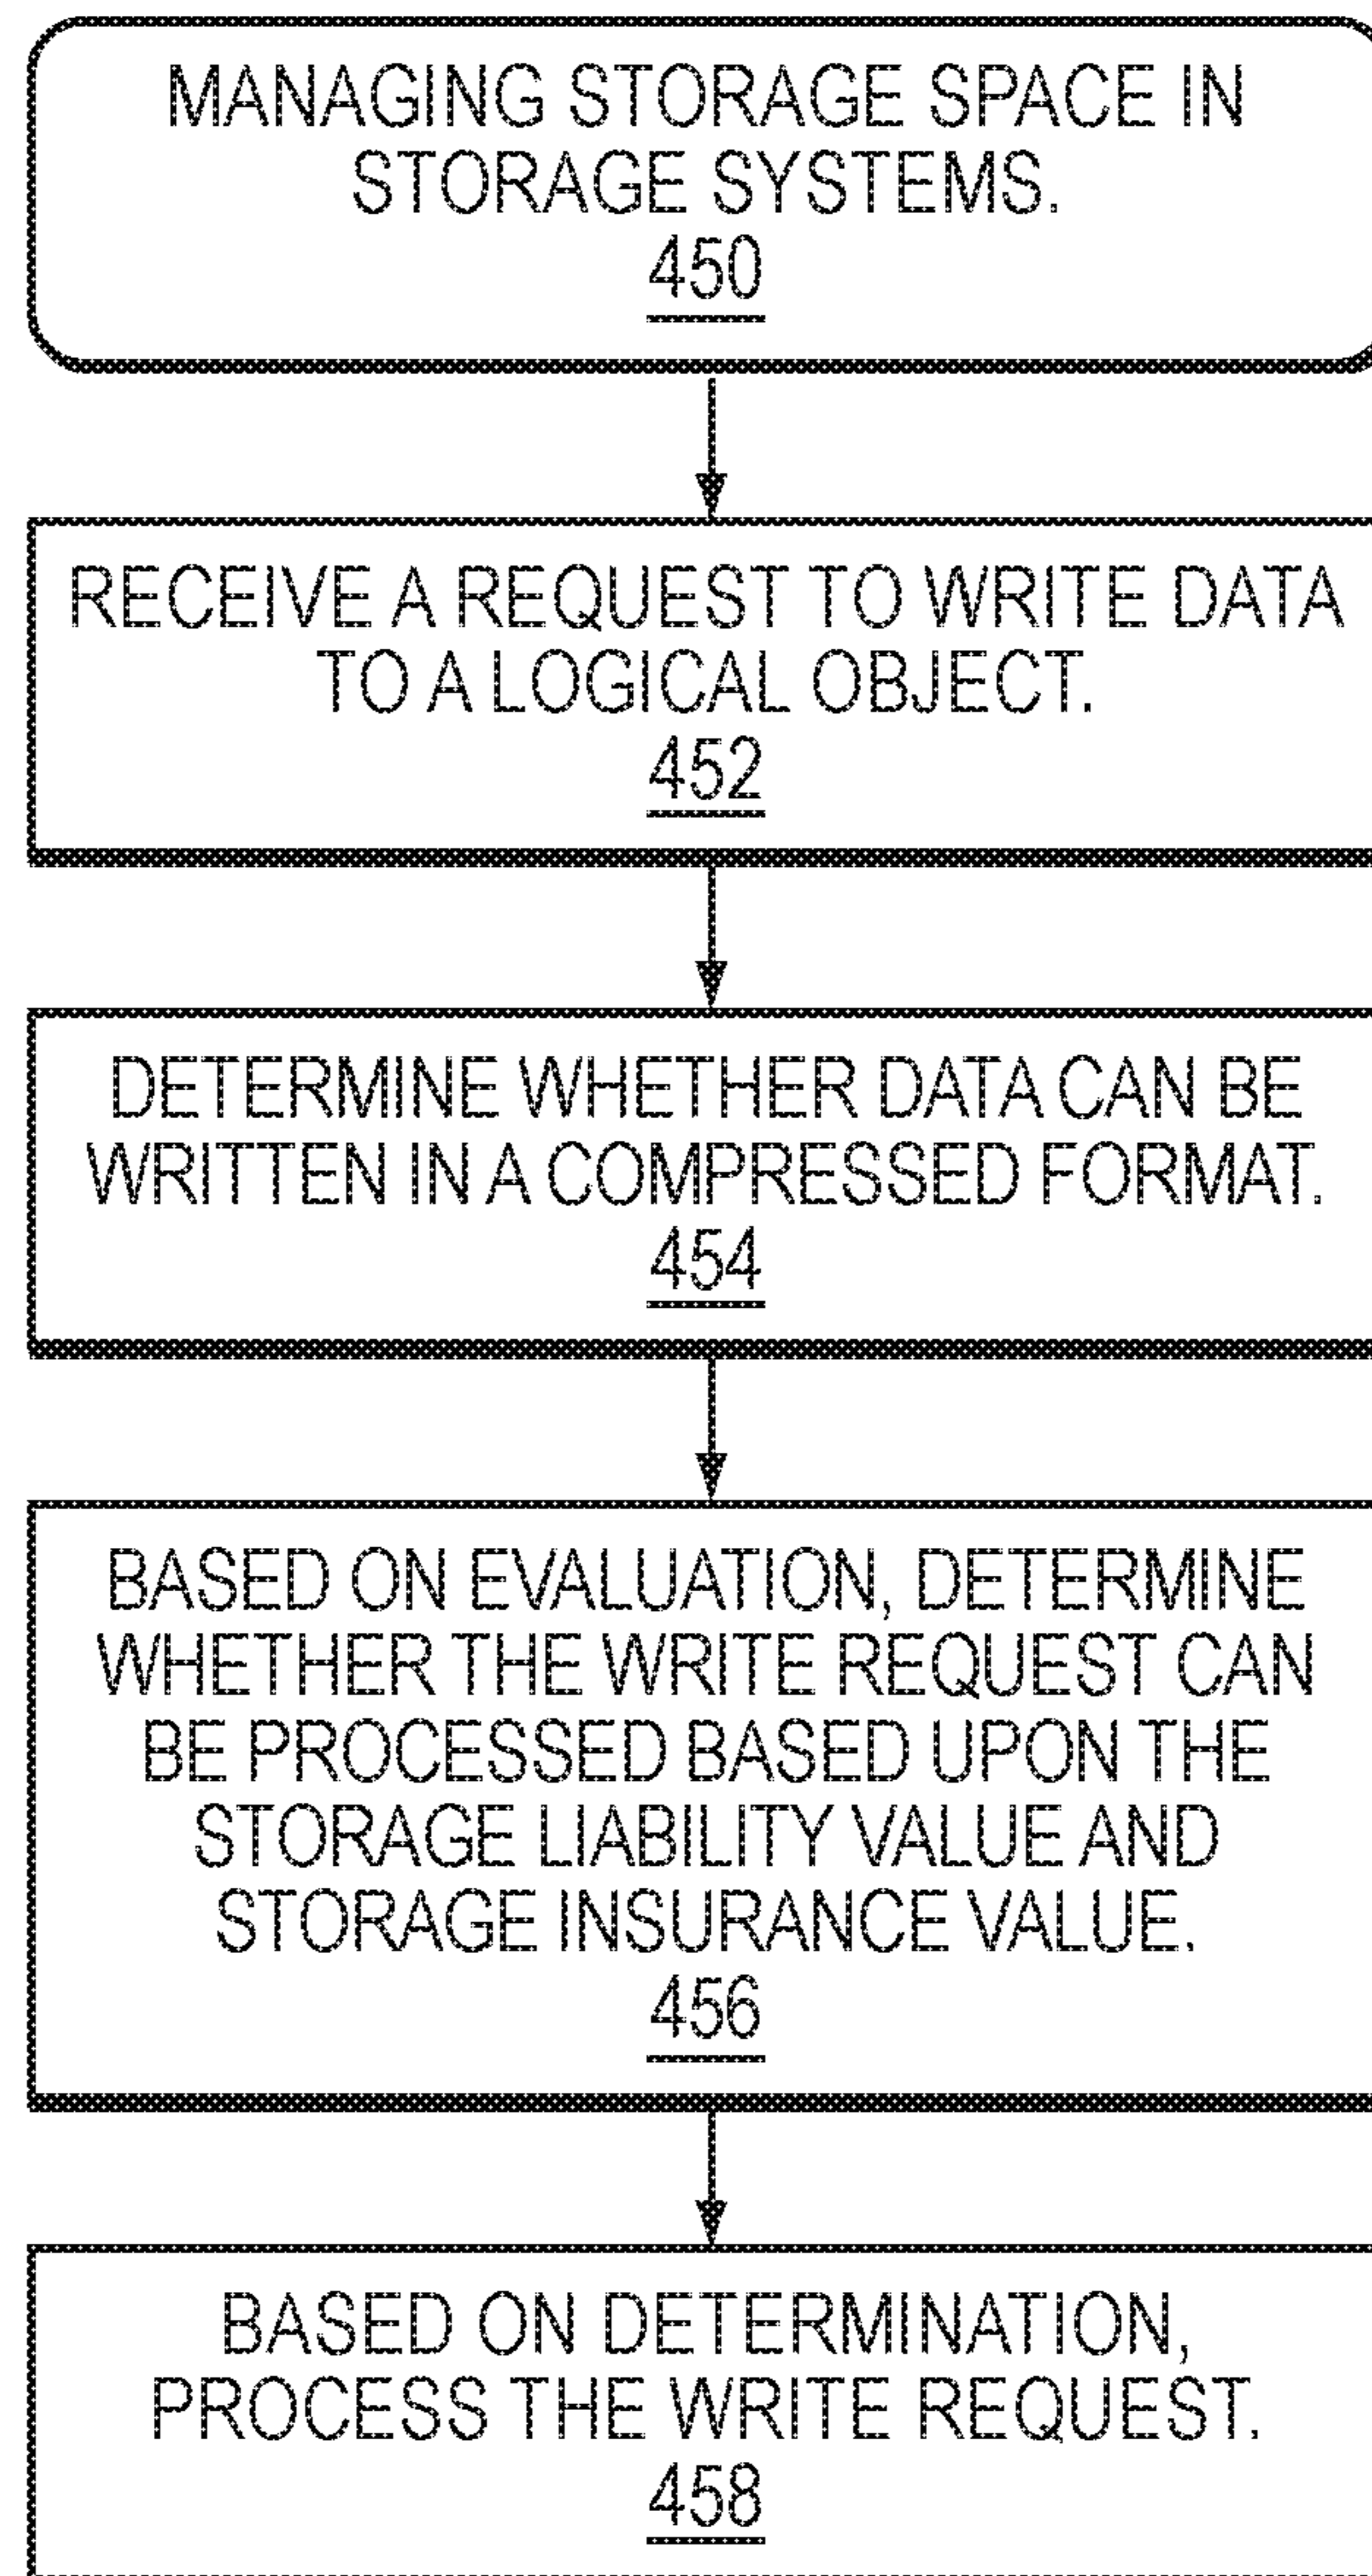 MANAGING STORAGE SPACE IN
STORAGE SYSTEMS.
450
RECEIVE A REQUEST TO WRITE DATA
TO A LOGICAL OBJECT.
452
DETERMINE WHETHER DATA CAN BE
WRITTEN IN A COMPRESSED FORMAT.
454
BASED ON EVALUATION, DETERMINE
WHETHER THE WRITE REQUEST CAN
BE PROCESSED BASED UPON THE
STORAGE LIABILITY VALUE AND
STORAGE INSURANCE VALUE.
456
BASED ON DETERMINATION,
PROCESS THE WRITE REQUEST.
458